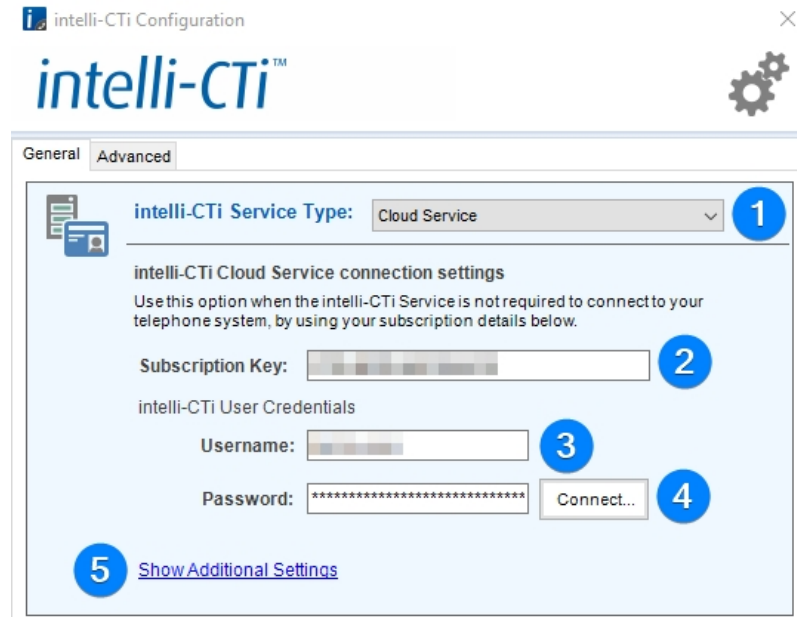 intelli-CTi Configuration
intelli-CTi™
General Advanced
intelli-CTi Service Type: Cloud Service 1
intelli-CTi Cloud Service connection settings
Use this option when the intelli-CTi Service is not required to connect to your
telephone system, by using your subscription details below.
Subscription Key: 2
intelli-CTi User Credentials
Username: 3
Password: ****************************** Connect... 4
5 Show Additional Settings